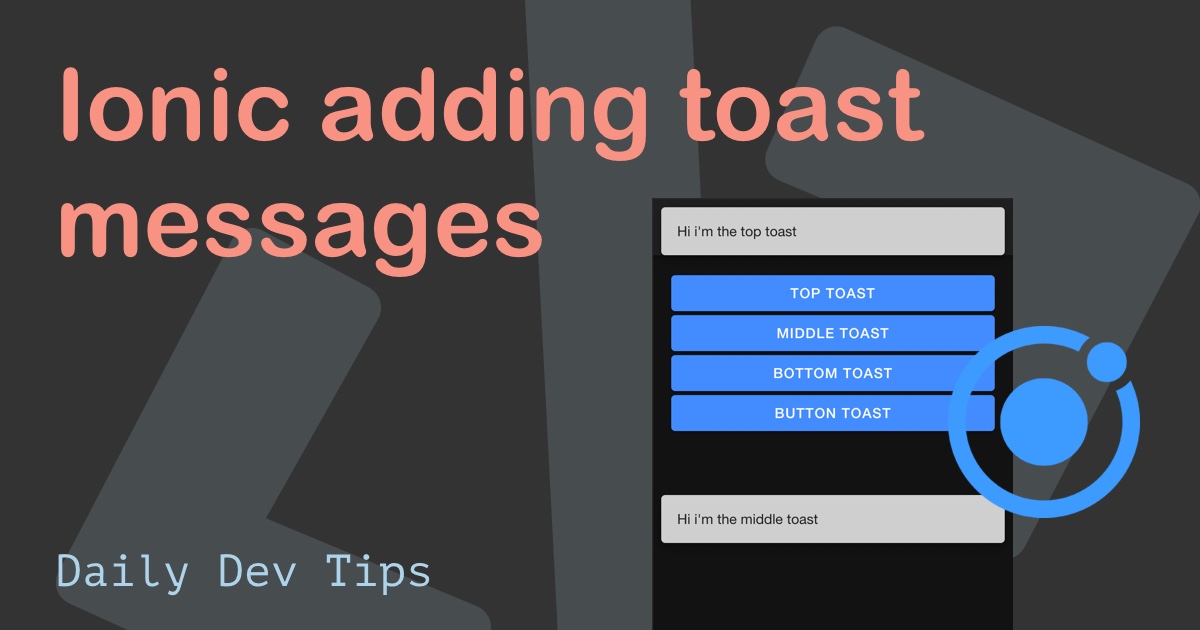 Ionic adding toast
messages
Hi i'm the top toast
TOP TOAST
MIDDLE TOAST
BOTTOM TOAST
BUTTON TOAST
Hi i'm the middle toast
Daily Dev Tips